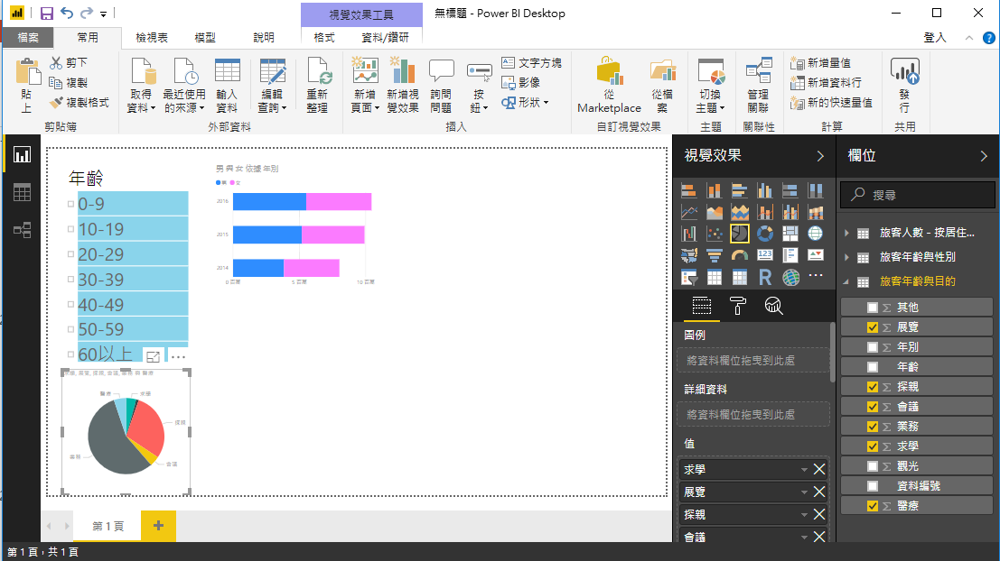 視覺效果工具
無標題 - Power BI Desktop
檔案
常用
檢視表
模型
說明
格式
資料/鑽研
登入
貼上
剪下
複製
複製格式
剪貼簿
取得資料
最近使用的來源
輸入資料
編輯查詢
重新整理
外部資料
新增頁面
新增視覺效果
詢問問題
按鈕
文字方塊
影像
形狀
插入
從 Marketplace
從檔案
自訂視覺效果
切換主題
主題
管理關聯
關聯性
新增量值
新增資料行
新的快速量值
計算
發行
共用
年齡
0-9
10-19
20-29
30-39
40-49
50-59
60以上
男 與 女 依據 年別
男 女
2016
2015
2014
0 百萬
5 百萬
10 百萬
求學, 展覽, 探親, 會議, 業務 與 醫療
醫療
求學
探親
會議
業務
視覺效果
圖例
將資料欄位拖曳到此處
詳細資料
將資料欄位拖曳到此處
值
求學
展覽
探親
會議
欄位
搜尋
旅客人數 - 按居住...
旅客年齡與性別
旅客年齡與目的
其他
展覽
年別
年齡
探親
會議
業務
求學
觀光
資料編號
醫療
第 1 頁
第 1 頁，共 1 頁